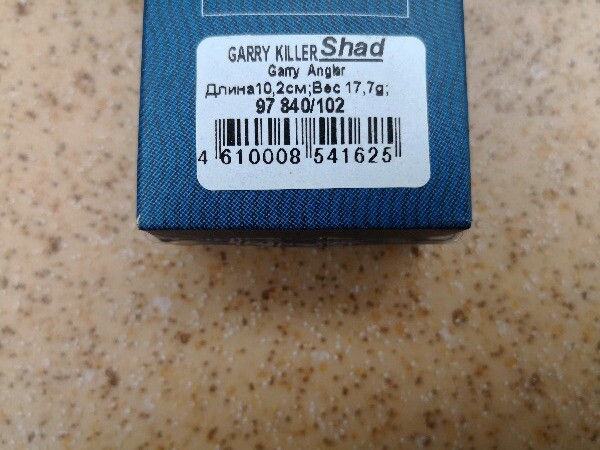 GARRY KILLER Shad
Garry Angler
Длина10,2см;Вес 17,7g;
97 840/102
4 610008 541625